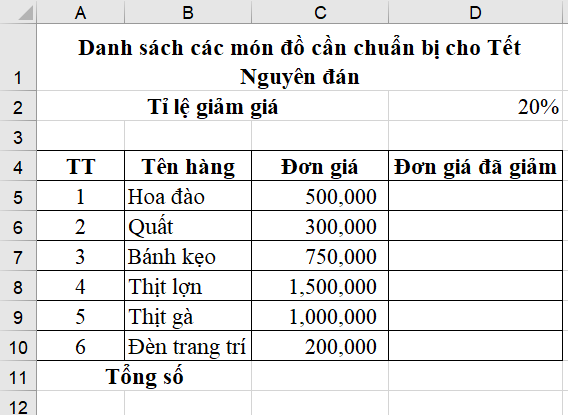 A B C D
1 Danh sách các món đồ cần chuẩn bị cho Tết
Nguyên đán
2 Tỉ lệ giảm giá 20%
3
4 TT Tên hàng Đơn giá Đơn giá đã giảm
5 1 Hoa đào 500,000
6 2 Quất 300,000
7 3 Bánh kẹo 750,000
8 4 Thịt lợn 1,500,000
9 5 Thịt gà 1,000,000
10 6 Đèn trang trí 200,000
11 Tổng số
12